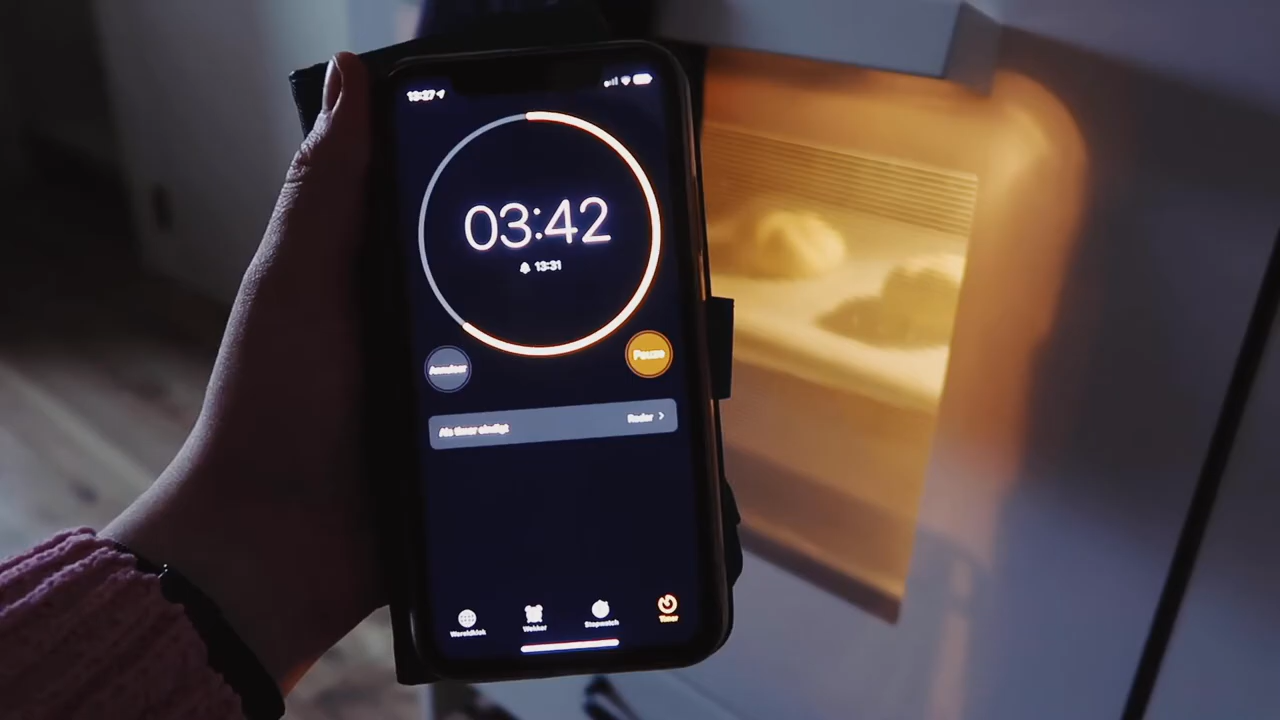 13:27
03:42
13:31
Annuleer
Pauze
Als timer eindigt
Radar
Wereldklok
Wekker
Stopwatch
Timer